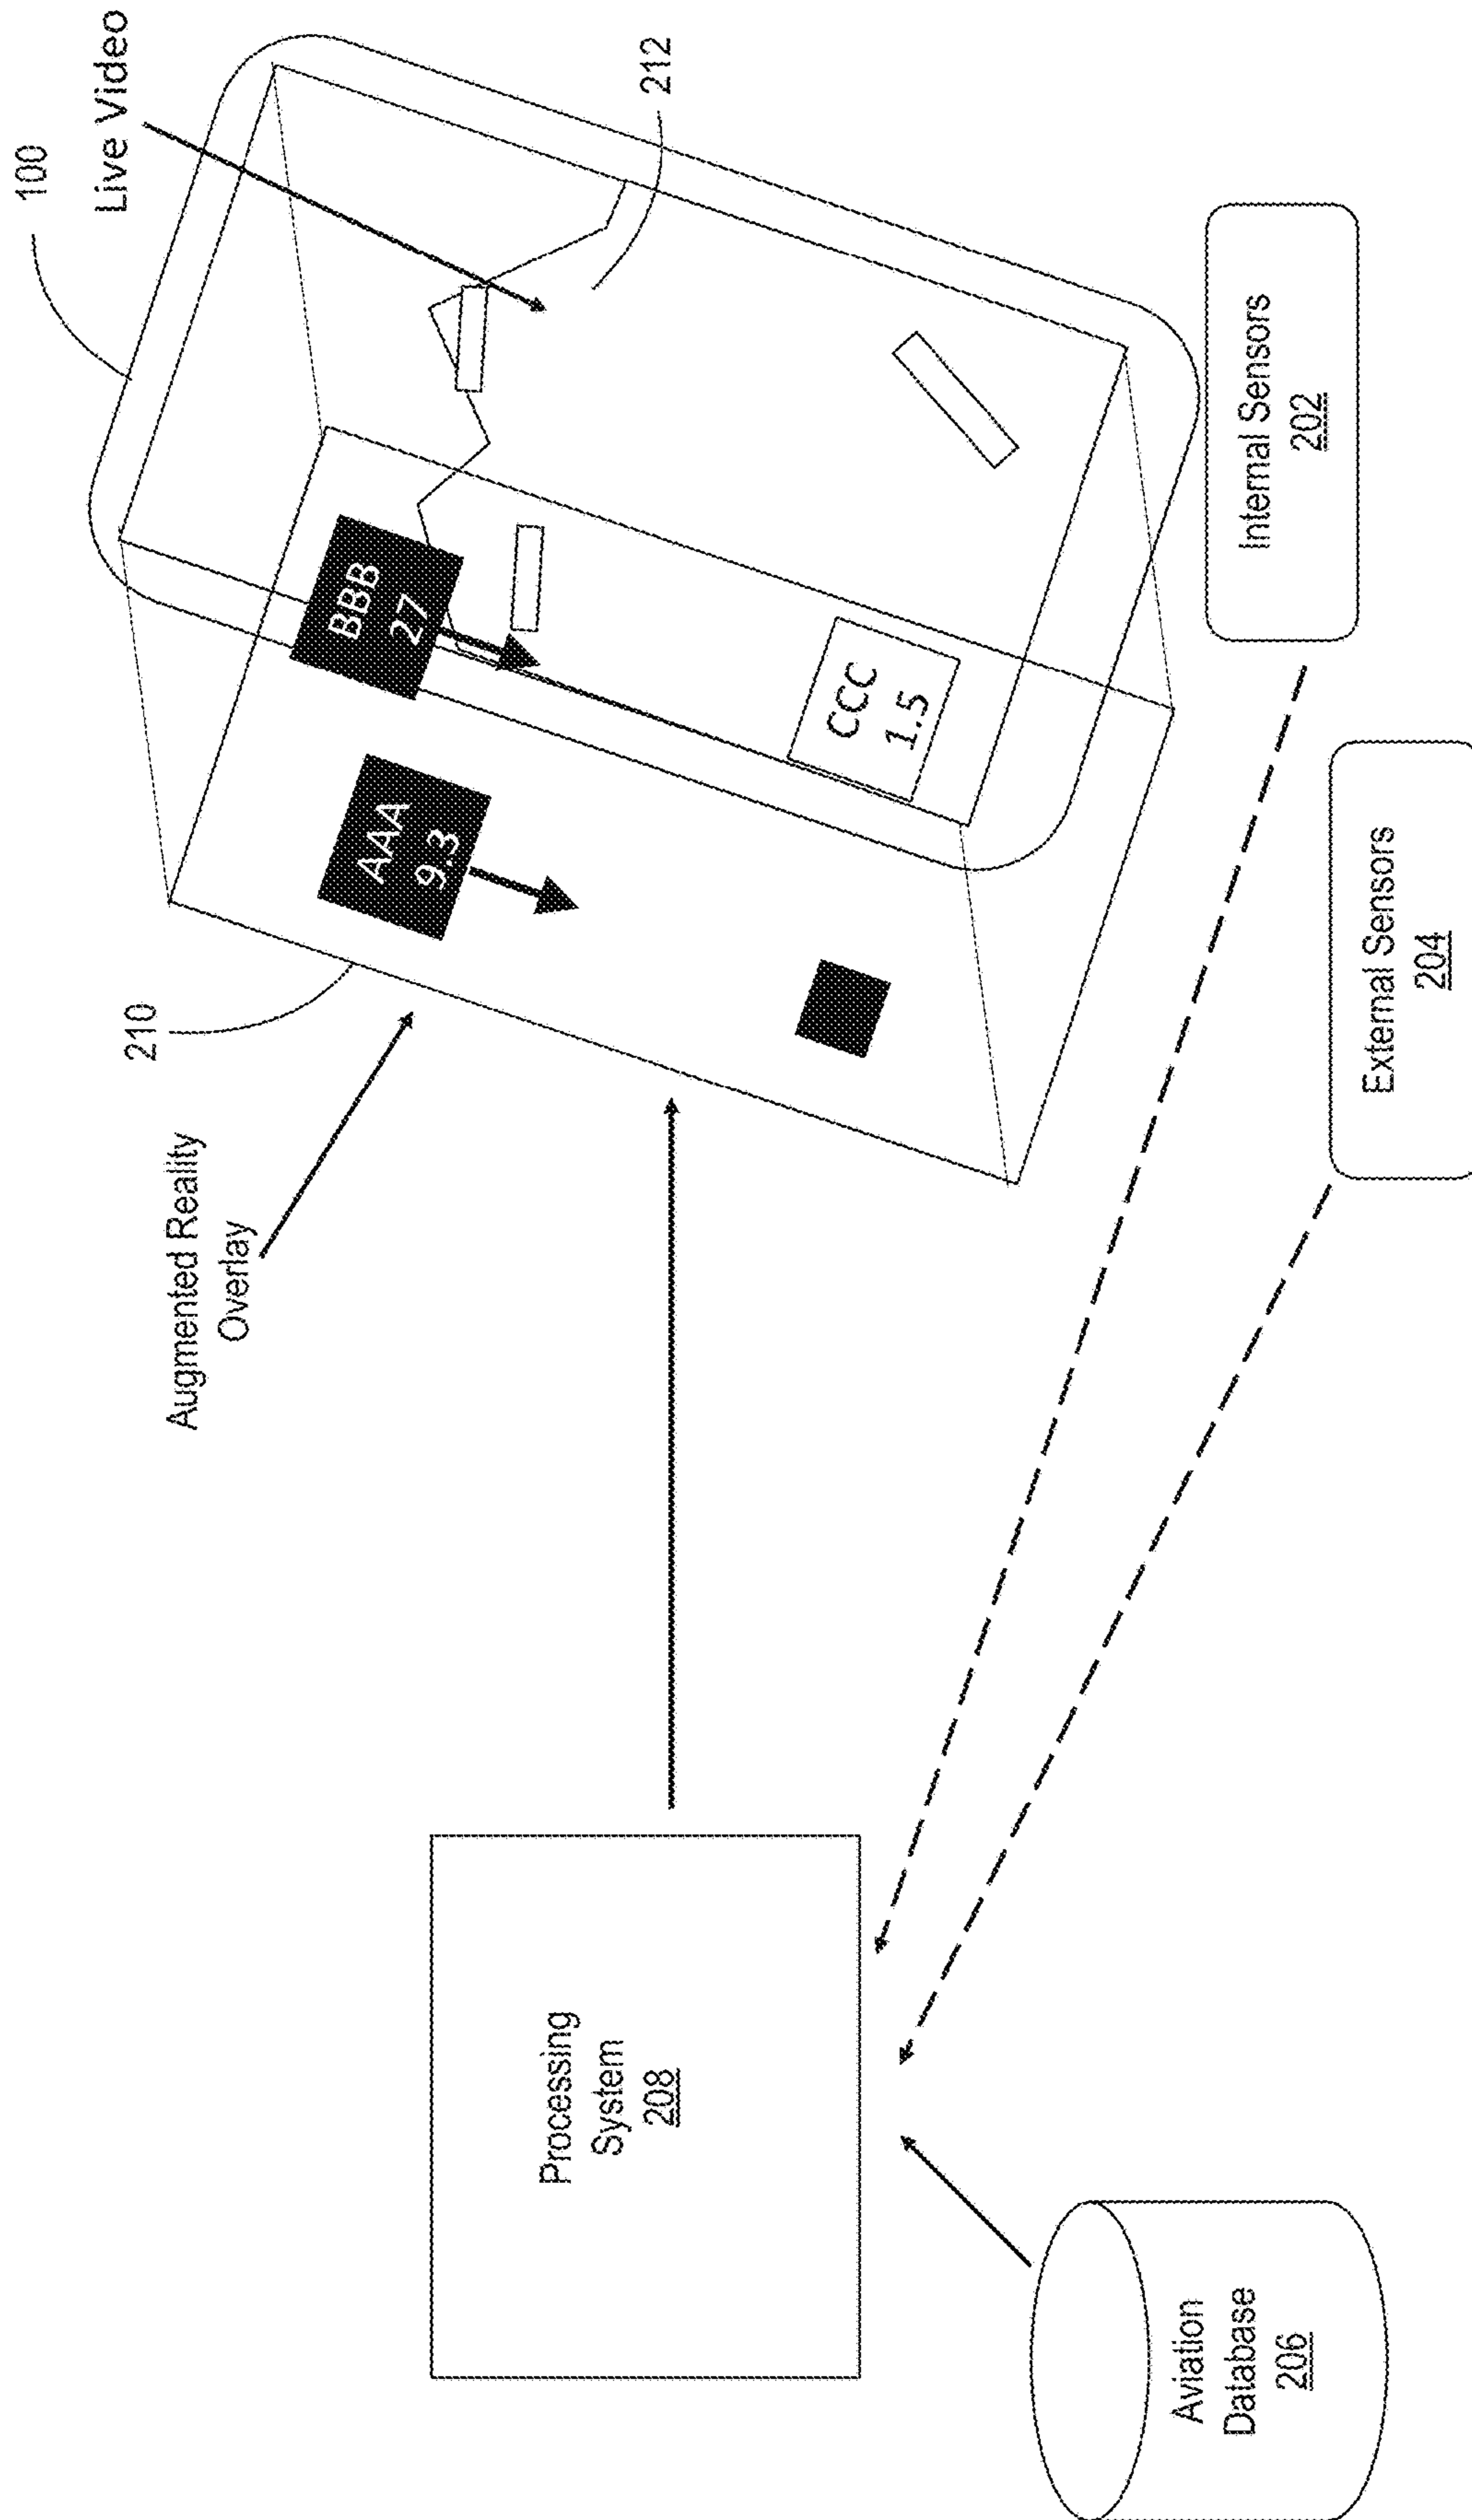 Processing
System
208
Aviation
Database
206
Augmented Reality
Overlay
210
AAA
9.3
BBB
27
CCC
1.5
100
Live Video
212
External Sensors
204
Internal Sensors
202